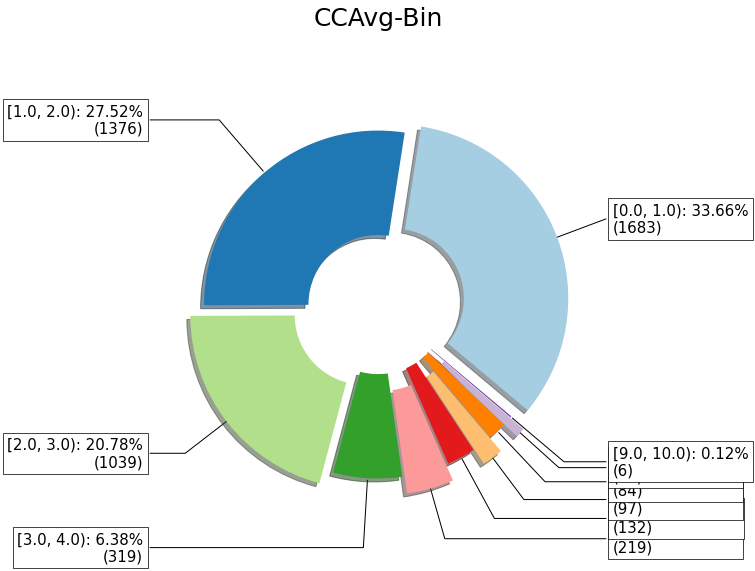 CCAvg-Bin
[1.0, 2.0): 27.52%
(1376)
[0.0, 1.0): 33.66%
(1683)
[2.0, 3.0): 20.78%
(1039)
[9.0, 10.0): 0.12%
(6)
(84)
(97)
(132)
(219)
[3.0, 4.0): 6.38%
(319)